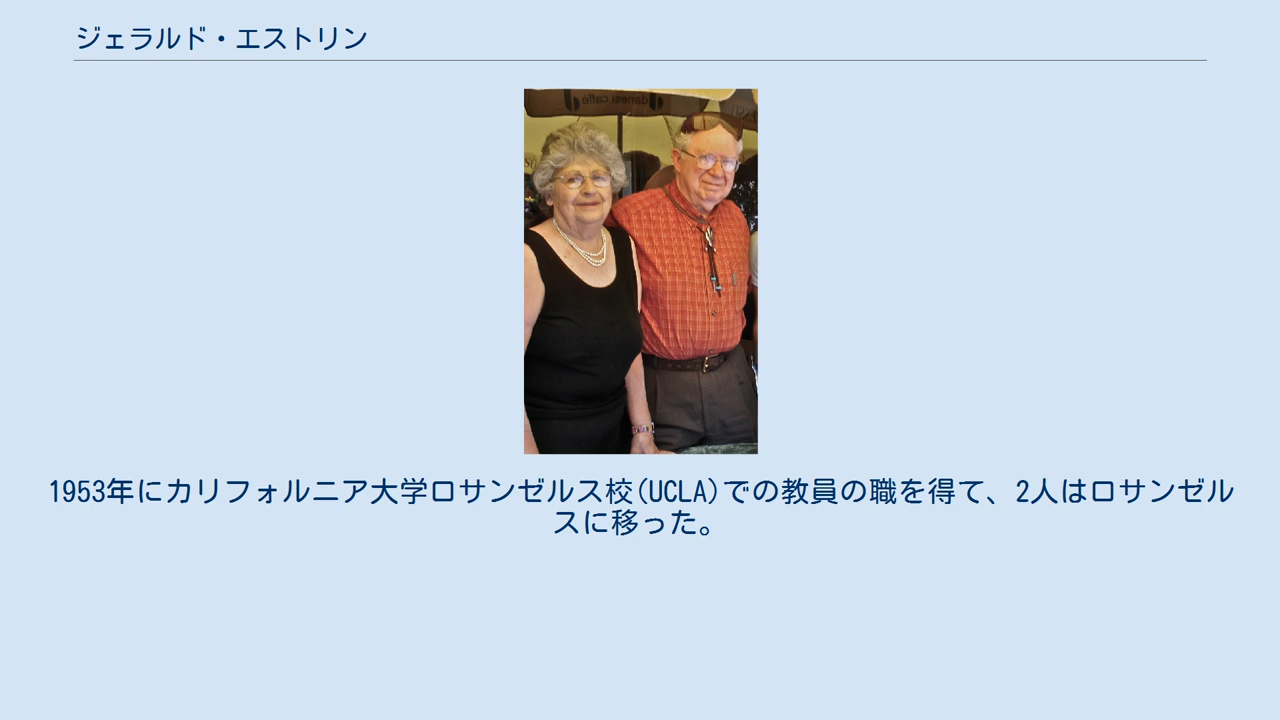 ジェラルド・エストリン
danesi caffè
1953年にカリフォルニア大学ロサンゼルス校(UCLA)での教員の職を得て、2人はロサンゼル
スに移った。